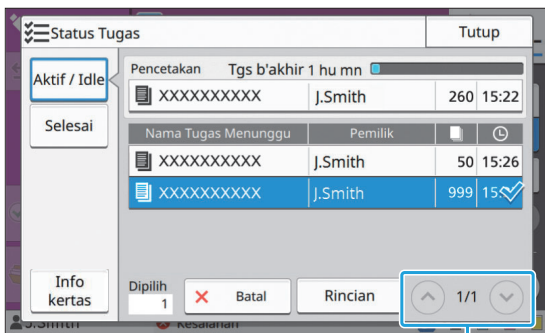 Status Tugas
Tutup
Aktif / Idle
Selesai
Pencetakan Tgs b'akhir 1 hu mn
XXXXXXXXXX J.Smith 260 15:22
Nama Tugas Menunggu Pemilik
XXXXXXXXXX J.Smith 50 15:26
XXXXXXXXXX J.Smith 999
Info
kertas
Dipilih
1
Batal
Rincian
1/1
J.Smith
Kesalahan